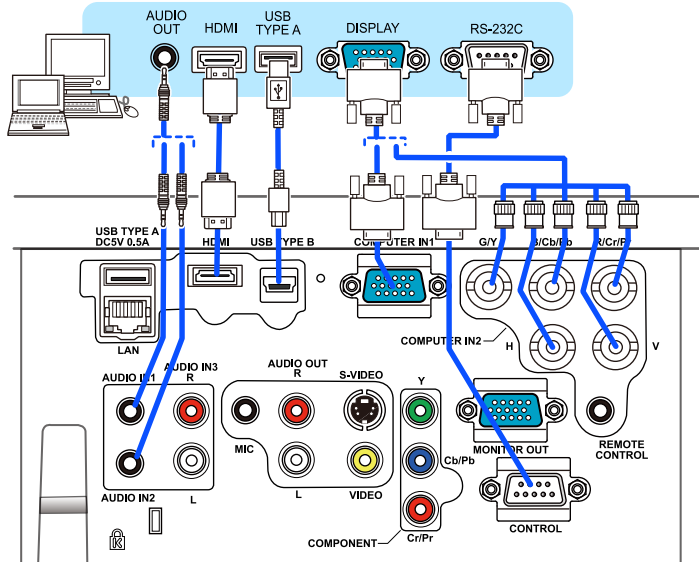 AUDIO
OUT
HDMI
USB
TYPE A
DISPLAY
RS-232C
USB TYPE A
DC5V 0.5A
HDMI
USB TYPE B
COMPUTER IN1
G/Y
B/Cb/Pb
R/Cr/Pr
LAN
COMPUTER IN2
H
V
AUDIO IN1
AUDIO IN3
R
AUDIO OUT
R
S-VIDEO
Y
MIC
MONITOR OUT
REMOTE
CONTROL
Cb/Pb
AUDIO IN2
L
L
VIDEO
CONTROL
COMPONENT
Cr/Pr
K